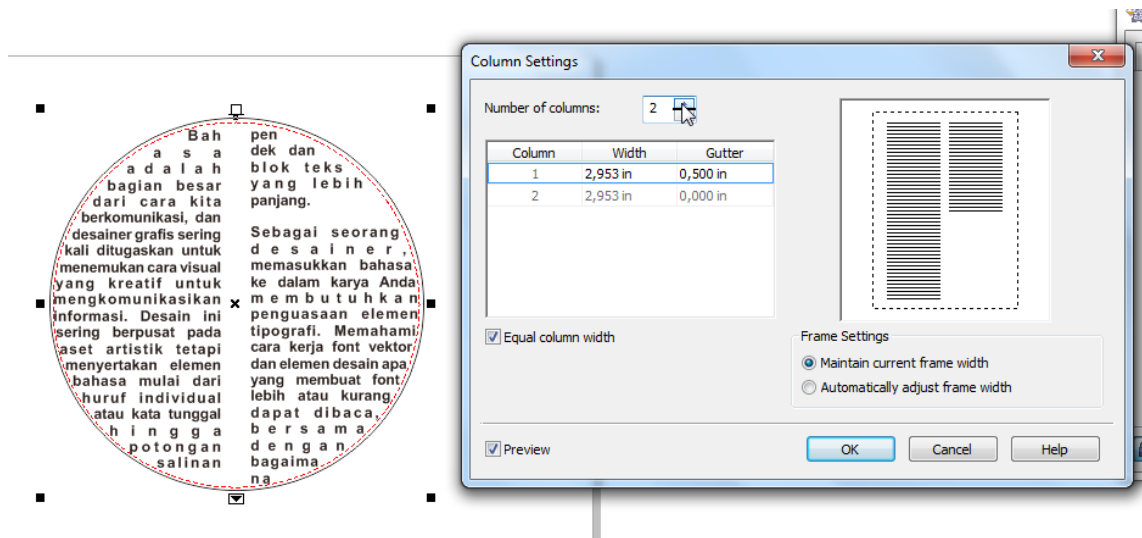 Bah
a s a
a d a l a h
bagian besar
dari cara kita
berkomunikasi, dan
desainer grafis sering
kali ditugaskan untuk
menemukan cara visual
yang kreatif untuk
mengkomunikasikan
informasi. Desain ini
sering berpusat pada
aset artistik tetapi
menyertakan elemen
bahasa mulai dari
huruf individual
atau kata tunggal
h i n g g a
potongan
salinan
pen
dek dan
blok teks
yang lebih
panjang.
Sebagai seorang
d e s a i n e r ,
memasukkan bahasa
ke dalam karya Anda
m e m b u t u h k a n
penguasaan elemen
tipografi. Memahami
cara kerja font vektor
dan elemen desain apa
yang membuat font
lebih atau kurang
dapat dibaca,
b e r s a m a
d e n g a n
bagaima
na
Column Settings
Number of columns: 2
Column Width Gutter
1 2,953 in 0,500 in
2 2,953 in 0,000 in
Equal column width
Frame Settings
Maintain current frame width
Automatically adjust frame width
Preview
OK Cancel Help